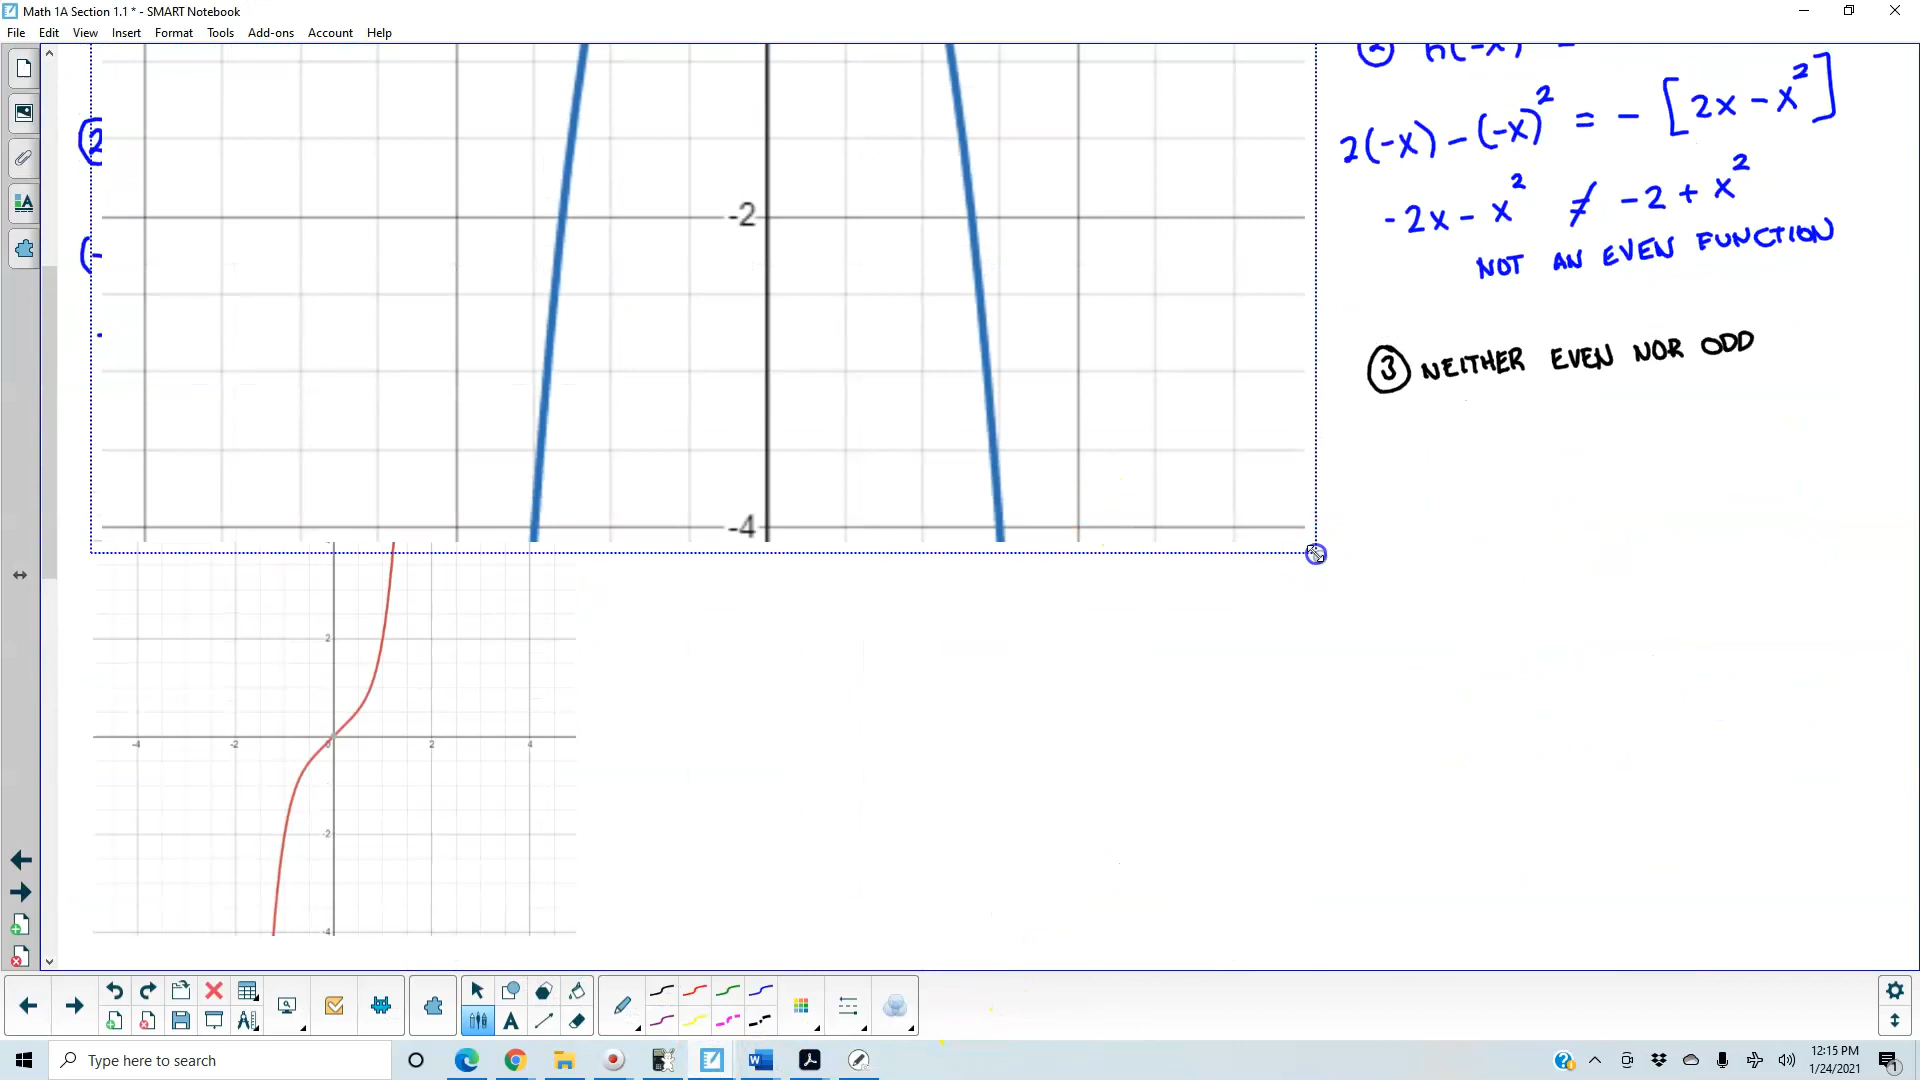 Math 1A Section 1.1 * - SMART Notebook
File Edit View Insert Format Tools Add-ons Account Help
2(-x) - (-x)² = - [2x - x²]
-2x - x² ≠ -2 + x²
NOT AN EVEN FUNCTION
③ NEITHER EVEN NOR ODD
-2
-4
2
-4 -2 0 2 4
-2
-4
Type here to search
12:15 PM
1/24/2021